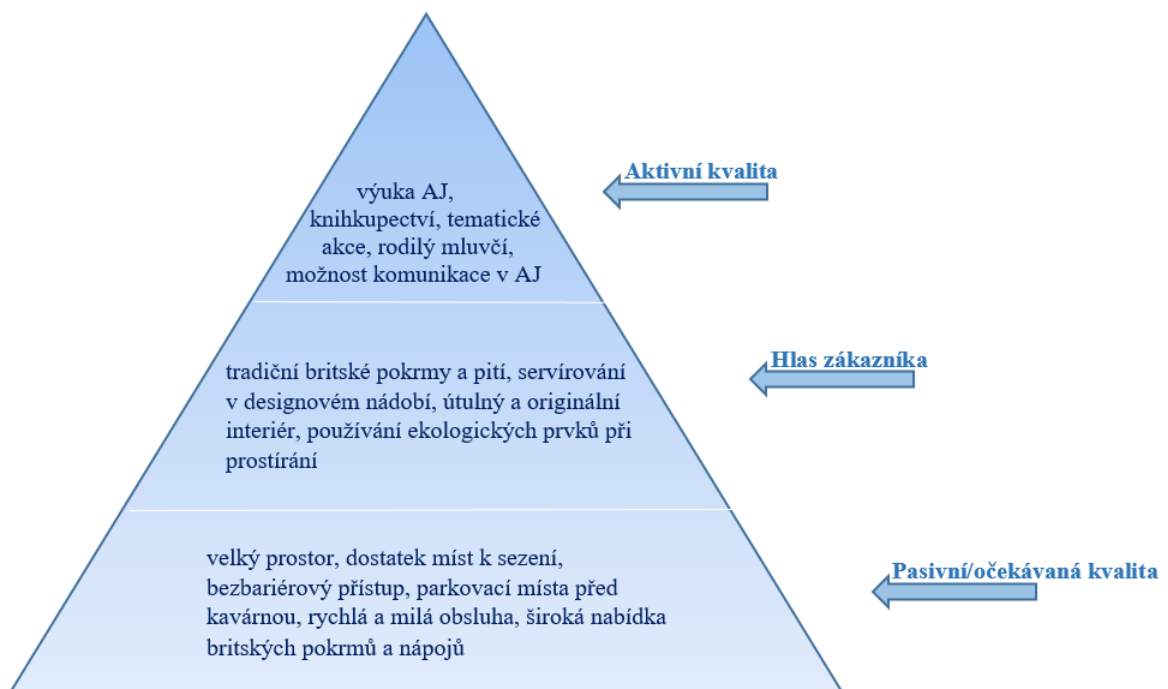 Aktivní kvalita
výuka AJ,
knihkupectví, tematické
akce, rodilý mluvčí,
možnost komunikace v AJ
Hlas zákazníka
tradiční britské pokrmy a pití, servírování
v designovém nádobí, útulný a originální
interiér, používání ekologických prvků při
prostírání
Pasivní/očekávaná kvalita
velký prostor, dostatek míst k sezení,
bezbariérový přístup, parkovací místa před
kavárnou, rychlá a milá obsluha, široká nabídka
britských pokrmů a nápojů